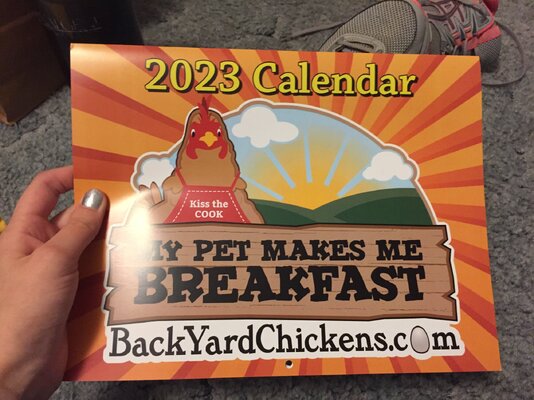 2023 Calendar
Kiss the
COOK
MY PET MAKES ME
BREAKFAST
BackYardChickens.com